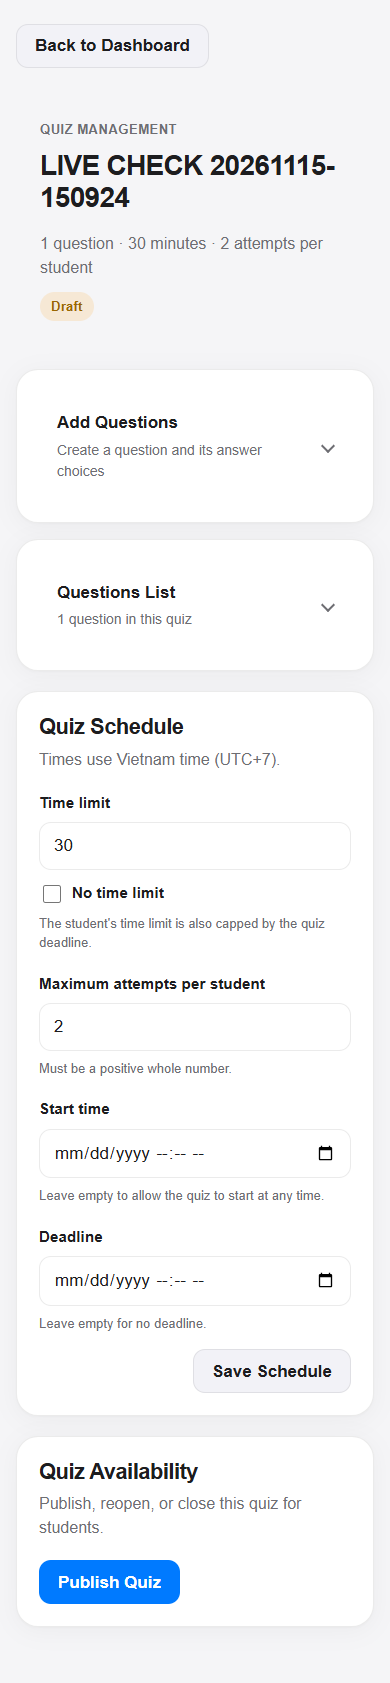 Back to Dashboard
QUIZ MANAGEMENT
LIVE CHECK 20261115-
150924
1 question · 30 minutes · 2 attempts per
student
Draft
Add Questions
Create a question and its answer
choices
Questions List
1 question in this quiz
Quiz Schedule
Times use Vietnam time (UTC+7).
Time limit
30
No time limit
The student's time limit is also capped by the quiz
deadline.
Maximum attempts per student
2
Must be a positive whole number.
Start time
mm/dd/yyyy --:-- --
Leave empty to allow the quiz to start at any time.
Deadline
mm/dd/yyyy --:-- --
Leave empty for no deadline.
Save Schedule
Quiz Availability
Publish, reopen, or close this quiz for
students.
Publish Quiz